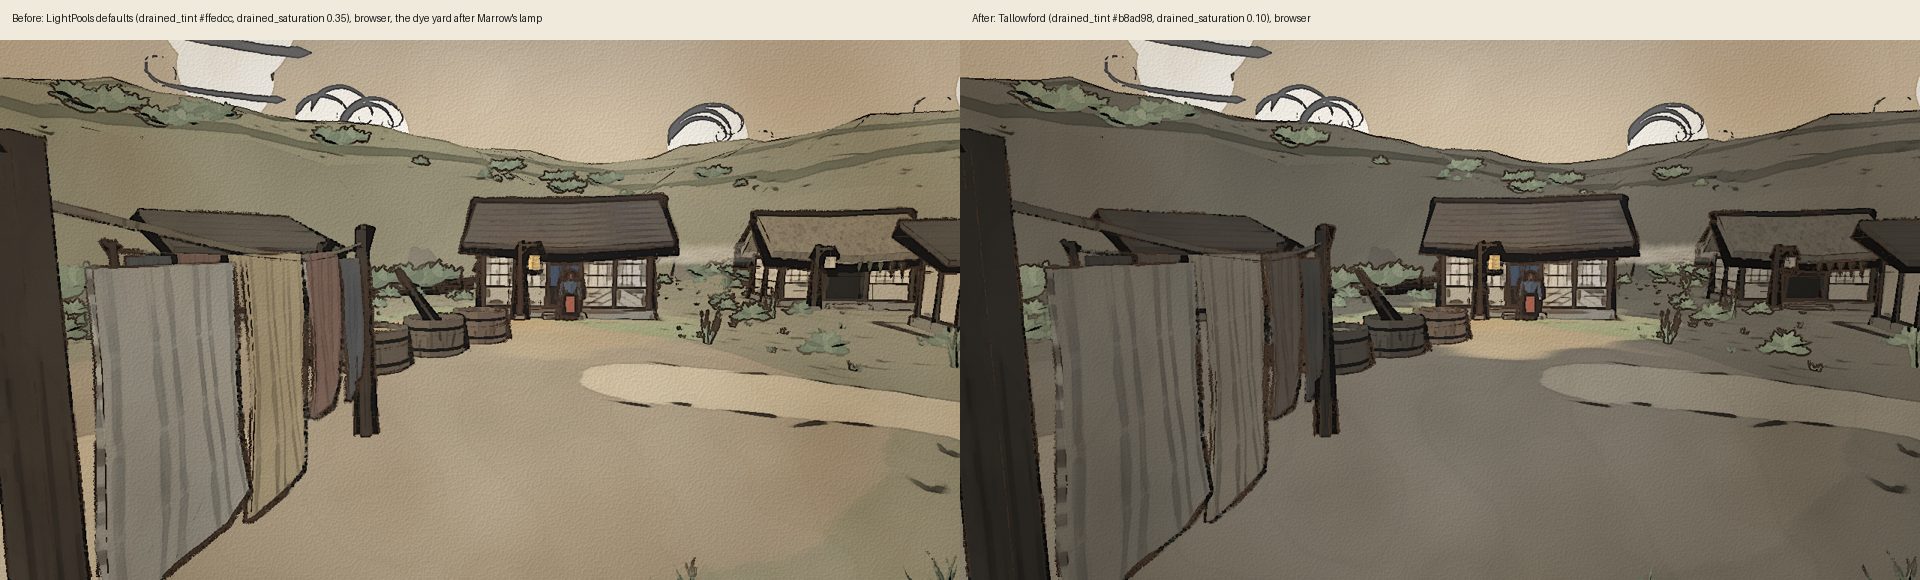 Before: LightPools defaults (drained_tint #ffedcc, drained_saturation 0.35), browser, the dye yard after Marrow's lamp
After: Tallowford (drained_tint #b8ad98, drained_saturation 0.10), browser